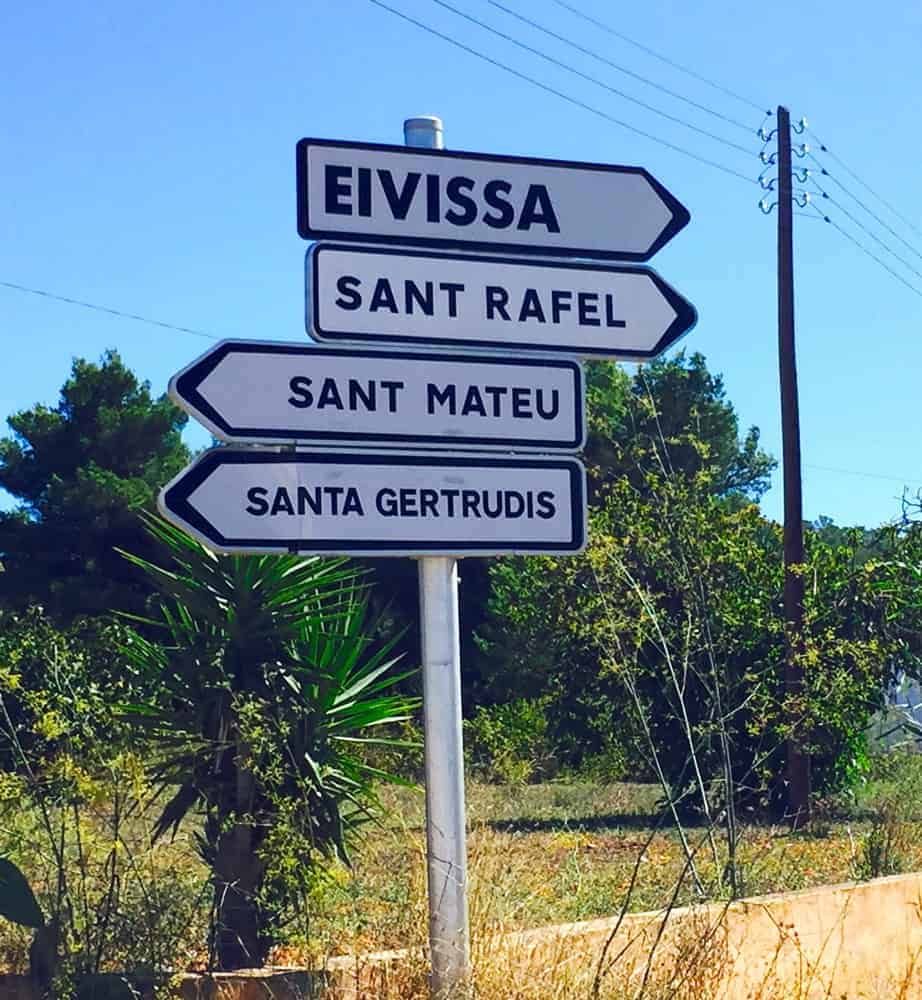 EIVISSA
SANT RAFEL
SANT MATEU
SANTA GERTRUDIS